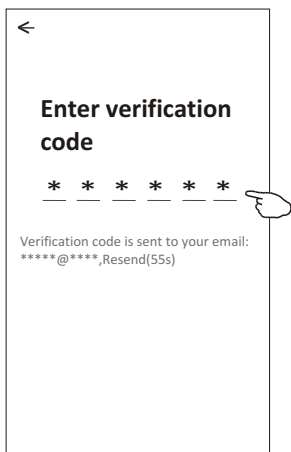 Enter verification
code
* * * * * *
Verification code is sent to your email:
*****@****,Resend(55s)